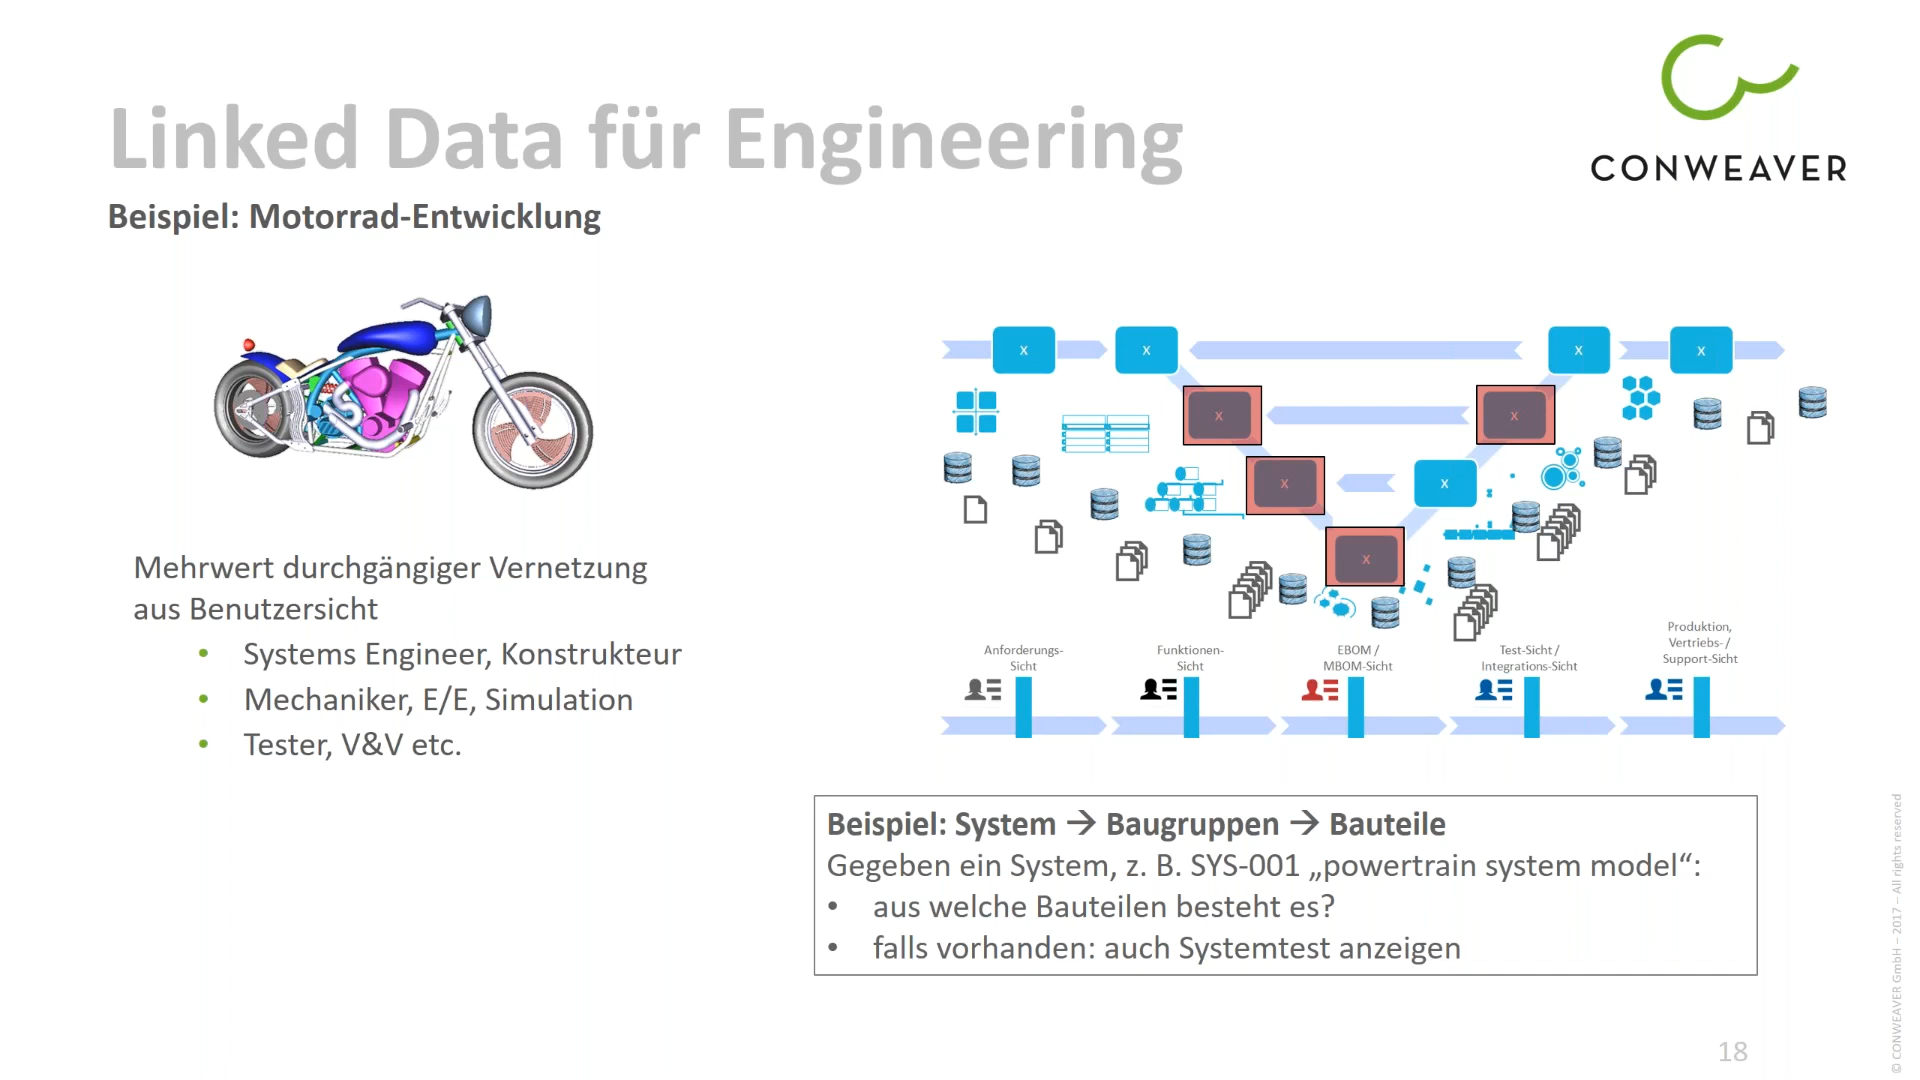 Linked Data für Engineering
CONWEAVER
Beispiel: Motorrad-Entwicklung
Mehrwert durchgängiger Vernetzung
aus Benutzersicht
• Systems Engineer, Konstrukteur
• Mechaniker, E/E, Simulation
• Tester, V&V etc.
X X X X
X X
X X
X
Anforderungs-
Sicht
Funktionen-
Sicht
EBOM /
MBOM-Sicht
Test-Sicht /
Integrations-Sicht
Produktion,
Vertriebs-/
Support-Sicht
Beispiel: System → Baugruppen → Bauteile
Gegeben ein System, z. B. SYS-001 „powertrain system model“:
• aus welche Bauteilen besteht es?
• falls vorhanden: auch Systemtest anzeigen
18
© CONWEAVER GmbH – 2017 – All rights reserved